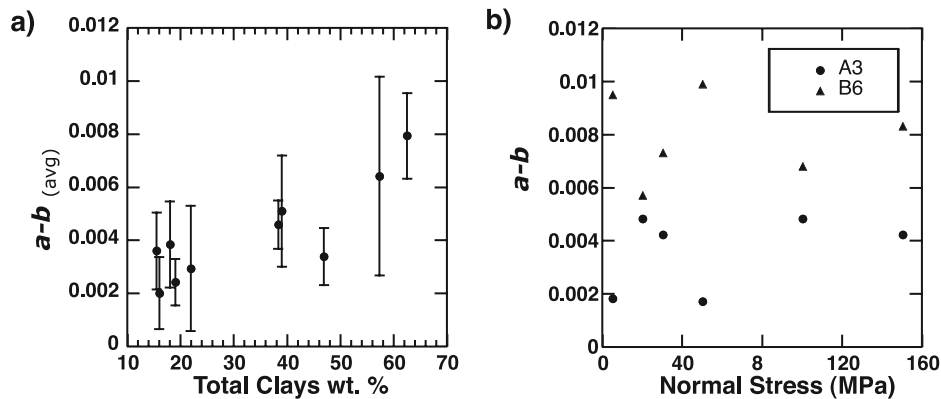 a)
0.012
0.01
0.008
0.006
0.004
0.002
0
a-b (avg)
10 20 30 40 50 60 70
Total Clays wt. %
b)
0.012
0.01
0.008
0.006
0.004
0.002
0
a-b
A3
B6
0 40 80 120 160
Normal Stress (MPa)